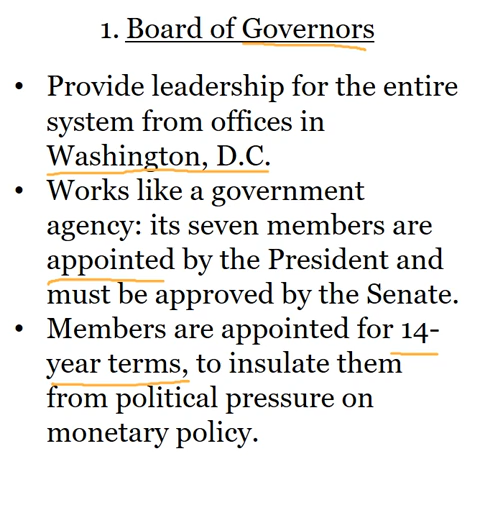 1. Board of Governors
• Provide leadership for the entire
system from offices in
Washington, D.C.
• Works like a government
agency: its seven members are
appointed by the President and
must be approved by the Senate.
• Members are appointed for 14-
year terms, to insulate them
from political pressure on
monetary policy.